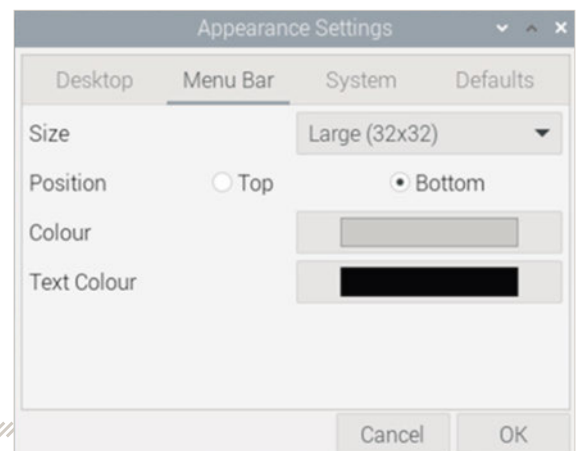 Appearance Settings
Desktop Menu Bar System Defaults
Size Large (32x32)
Position Top Bottom
Colour
Text Colour
Cancel OK